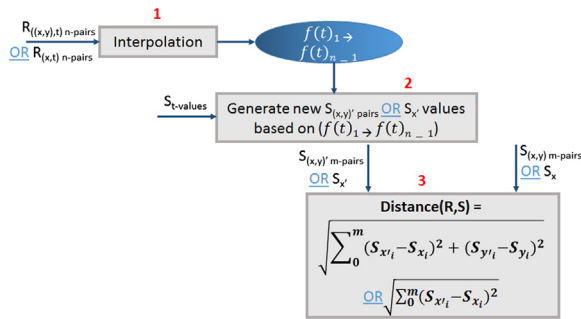 1
R((x,y),t) n-pairs
OR R(x,t) n-pairs
Interpolation
f(t)1 →
f(t)n − 1
2
St-values
Generate new S(x,y)' pairs OR Sx' values
based on (f(t)1 → f(t)n − 1)
S(x,y)' m-pairs
OR Sx'
S(x,y) m-pairs
OR Sx
3
Distance(R,S) =
√∑0m (Sx'i−Sxi)2 + (Sy'i−Syi)2
OR √∑0m(Sx'i−Sxi)2